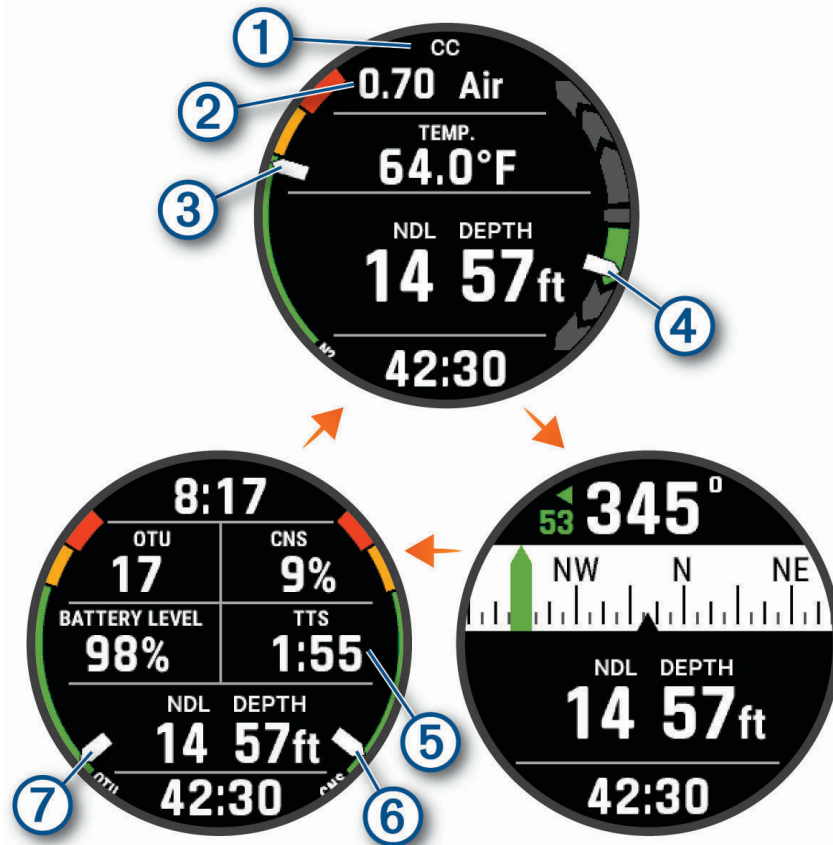 1
CC
2
0.70 Air
TEMP.
64.0°F
3
NDL DEPTH
14 57ft
4
N2
42:30
8:17
OTU CNS
17 9%
BATTERY LEVEL TTS
98% 1:55
5
NDL DEPTH
14 57ft
7
OTU
CNS
6
42:30
53 345°
NW N NE
NDL DEPTH
14 57ft
42:30